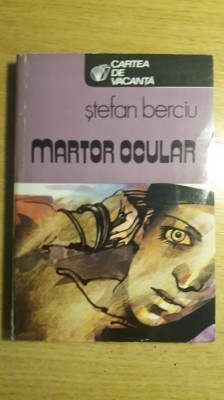 CARTEA
DE
VACANȚĂ
ștefan berciu
MARTOR OCULAR